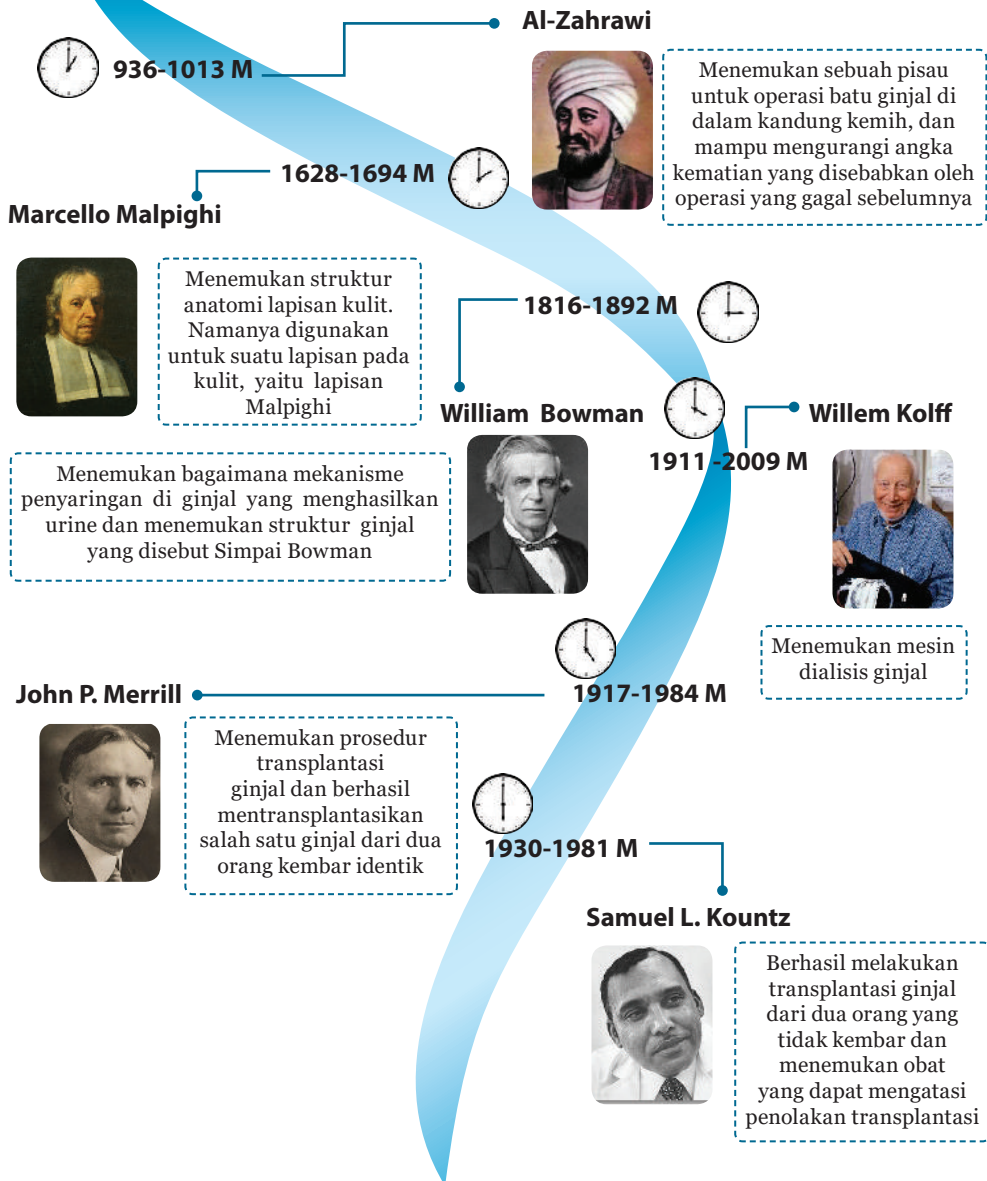 Al-Zahrawi
936-1013 M
Menemukan sebuah pisau
untuk operasi batu ginjal di
dalam kandung kemih, dan
mampu mengurangi angka
kematian yang disebabkan oleh
operasi yang gagal sebelumnya
1628-1694 M
Marcello Malpighi
Menemukan struktur
anatomi lapisan kulit.
Namanya digunakan
untuk suatu lapisan pada
kulit, yaitu lapisan
Malpighi
1816-1892 M
William Bowman
Menemukan bagaimana mekanisme
penyaringan di ginjal yang menghasilkan
urine dan menemukan struktur ginjal
yang disebut Simpai Bowman
Willem Kolff
1911 -2009 M
Menemukan mesin
dialisis ginjal
1917-1984 M
John P. Merrill
Menemukan prosedur
transplantasi
ginjal dan berhasil
mentransplantasikan
salah satu ginjal dari dua
orang kembar identik
1930-1981 M
Samuel L. Kountz
Berhasil melakukan
transplantasi ginjal
dari dua orang yang
tidak kembar dan
menemukan obat
yang dapat mengatasi
penolakan transplantasi